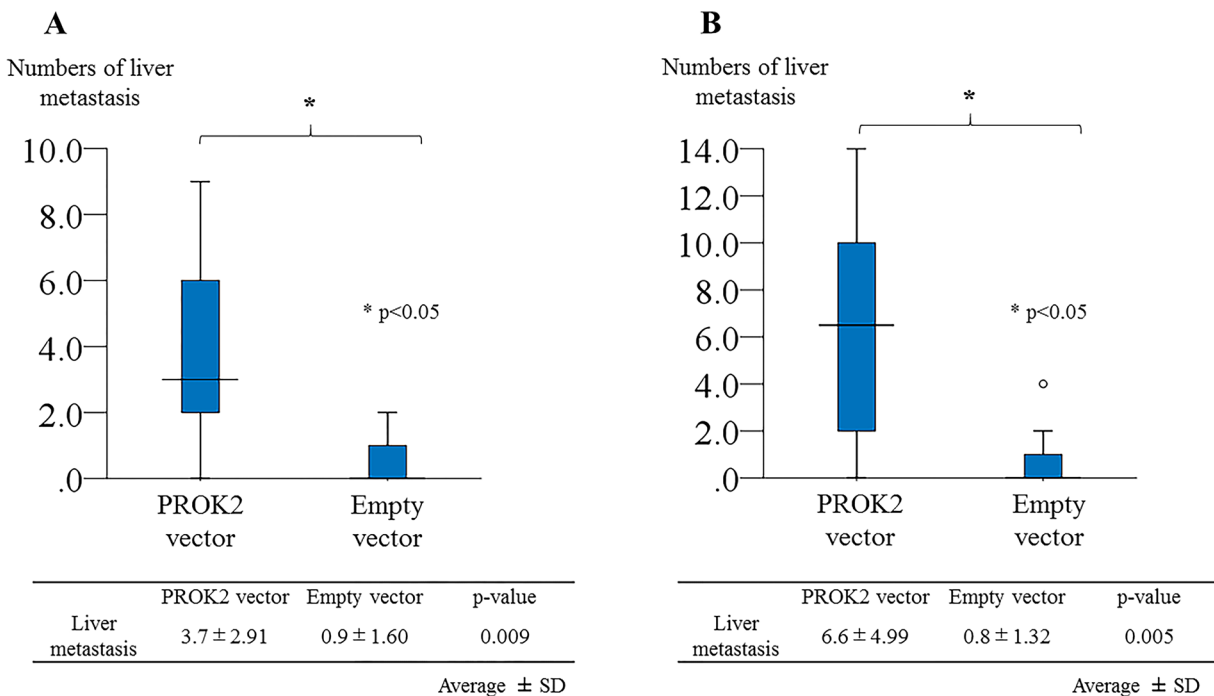 A
Numbers of liver
metastasis
*
10.0
8.0
6.0
4.0
2.0
.0
* p<0.05
PROK2
vector
Empty
vector
PROK2 vector Empty vector p-value
Liver
metastasis 3.7 ± 2.91 0.9 ± 1.60 0.009
Average ± SD
B
Numbers of liver
metastasis
*
14.0
12.0
10.0
8.0
6.0
4.0
2.0
.0
* p<0.05
PROK2
vector
Empty
vector
PROK2 vector Empty vector p-value
Liver
metastasis 6.6 ± 4.99 0.8 ± 1.32 0.005
Average ± SD